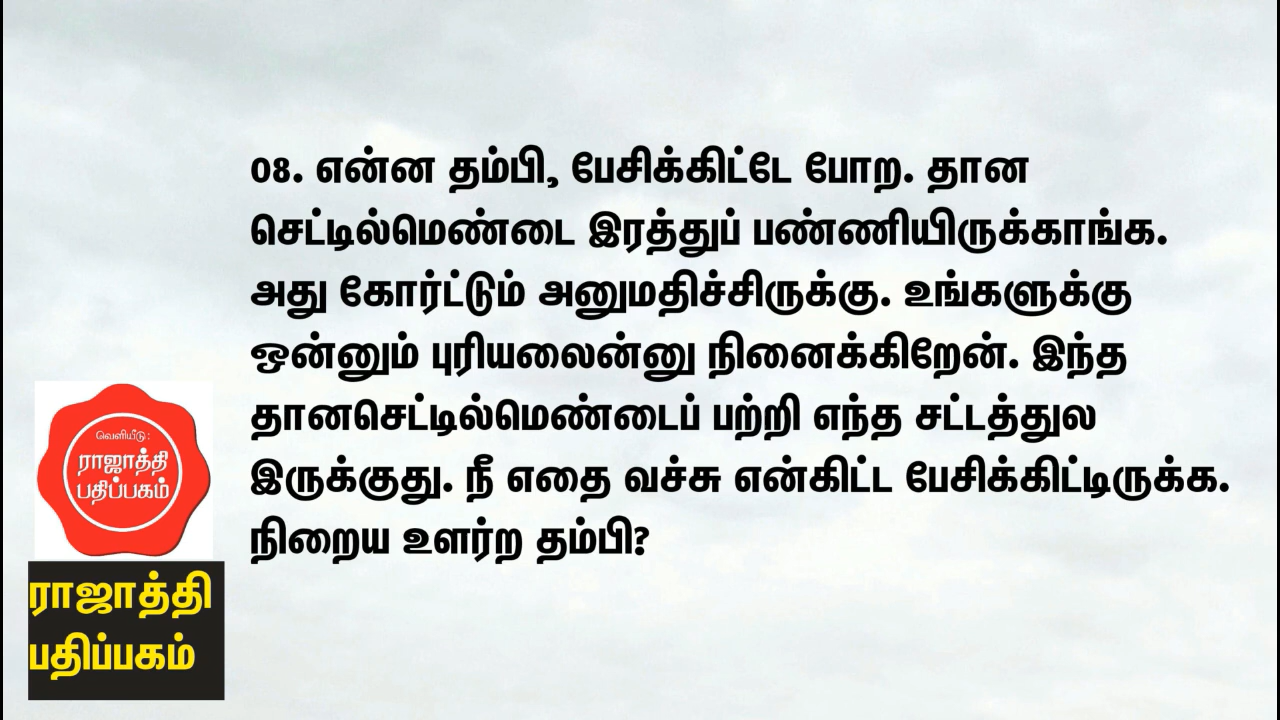 08. என்ன தம்பி, பேசிக்கிட்டே போற. தான
செட்டில்மெண்டை இரத்துப் பண்ணியிருக்காங்க.
அது கோர்ட்டும் அனுமதிச்சிருக்கு. உங்களுக்கு
ஒன்னும் புரியலைன்னு நினைக்கிறேன். இந்த
தானசெட்டில்மெண்டைப் பற்றி எந்த சட்டத்துல
இருக்குது. நீ எதை வச்சு என்கிட்ட பேசிக்கிட்டிருக்க.
நிறைய உளர்ற தம்பி?
வெளியீடு:
ராஜாத்தி
பதிப்பகம்
ராஜாத்தி
பதிப்பகம்